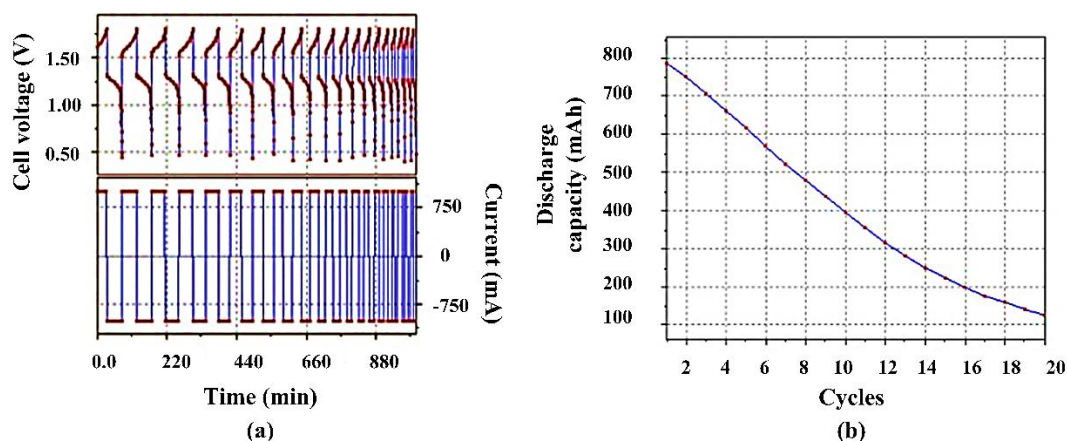 Cell voltage (V)
1.50
1.00
0.50
Current (mA)
750
0
-750
0.0 220 440 660 880
Time (min)
(a)
Discharge
capacity (mAh)
800
700
600
500
400
300
200
100
2 4 6 8 10 12 14 16 18 20
Cycles
(b)